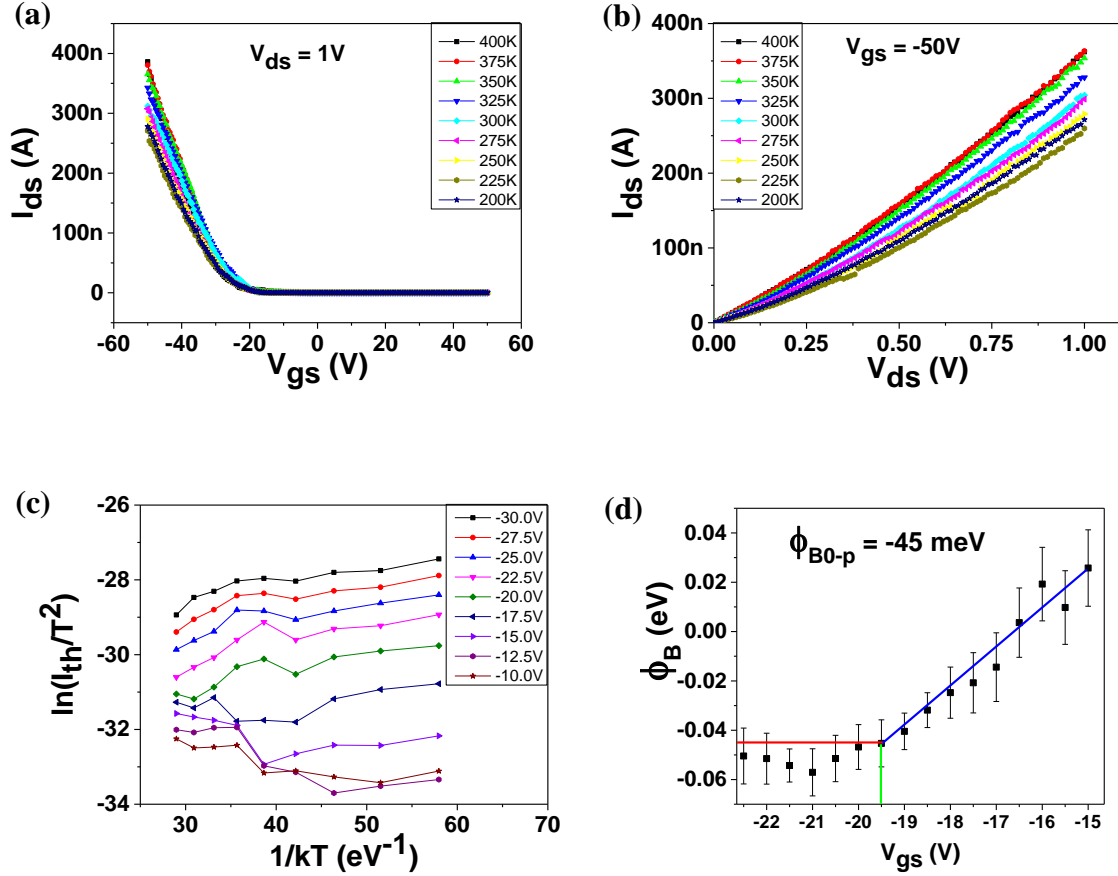 (a)
V_ds = 1V
400K
375K
350K
325K
300K
275K
250K
225K
200K
400n
300n
200n
100n
0
I_ds (A)
-60 -40 -20 0 20 40 60
V_gs (V)
(b)
V_gs = -50V
400K
375K
350K
325K
300K
275K
250K
225K
200K
400n
300n
200n
100n
0
I_ds (A)
0.00 0.25 0.50 0.75 1.00
V_ds (V)
(c)
-30.0V
-27.5V
-25.0V
-22.5V
-20.0V
-17.5V
-15.0V
-12.5V
-10.0V
-26
-28
-30
-32
-34
ln(I_th/T^2)
30 40 50 60 70
1/kT (eV^-1)
(d)
ϕ_B0-p = -45 meV
0.04
0.02
0.00
-0.02
-0.04
-0.06
ϕ_B (eV)
-22 -21 -20 -19 -18 -17 -16 -15
V_gs (V)